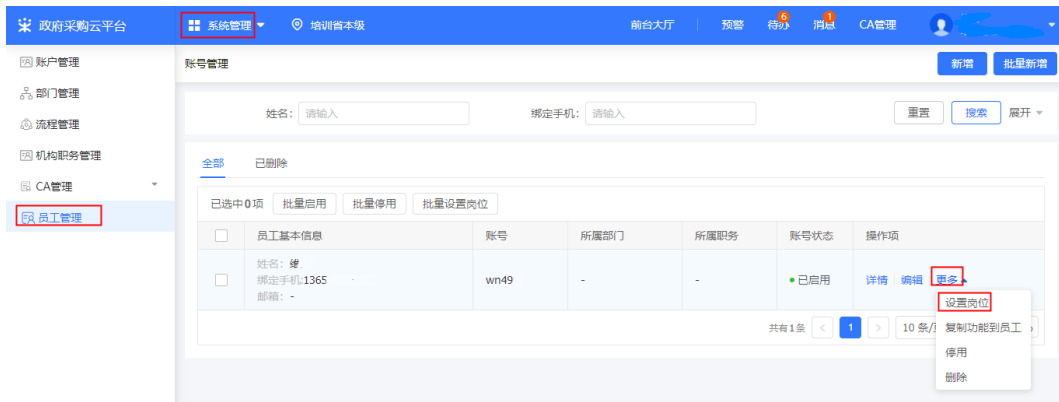 政府采购云平台 系统管理 培训省本级 前台大厅 预警 待办 6 消息 1 CA管理
账户管理
部门管理
流程管理
机构职务管理
CA管理
员工管理
账号管理 新增 批量新增
姓名: 请输入 绑定手机: 请输入 重置 搜索 展开
全部 已删除
已选中0项 批量启用 批量停用 批量设置岗位
员工基本信息 账号 所属部门 所属职务 账号状态 操作项
姓名:
绑定手机:1365
邮箱: -
wn49 - - 已启用 详情 编辑 更多
设置岗位
复制功能到员工
停用
删除
共有1条 < 1 > 10 条/